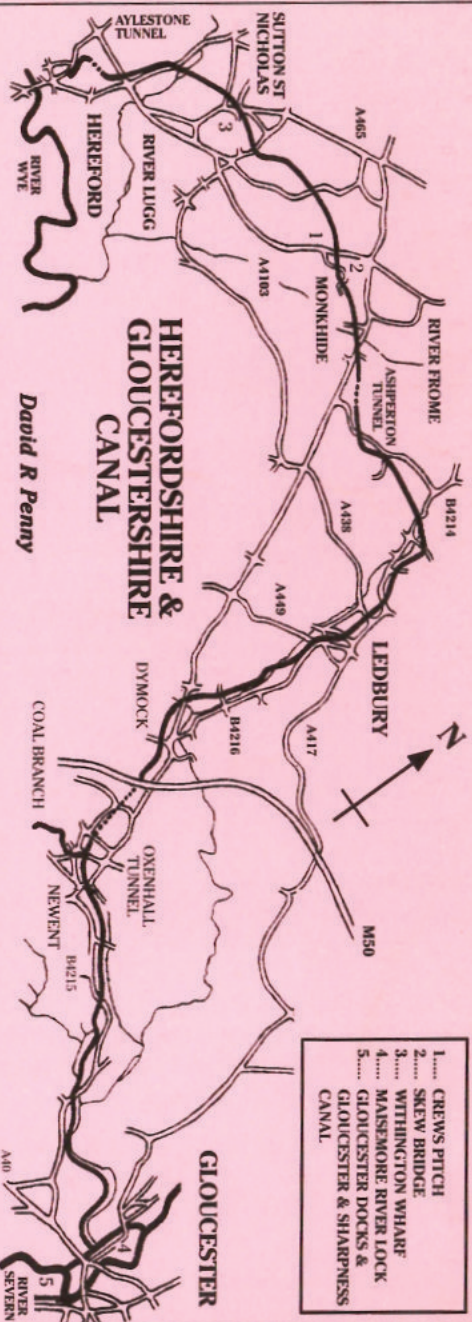 AYLESTONE
TUNNEL
SUTTON ST
NICHOLAS
A465
HEREFORD
RIVER LUGG
RIVER
WYE
3
1
2
MONKHIDE
A4103
RIVER FROME
ASHPERTON
TUNNEL
B4214
A438
A449
LEDBURY
HEREFORDSHIRE &
GLOUCESTERSHIRE
CANAL
David R Penny
N
DYMOCK
B4216
A417
COAL BRANCH
OXENHALL
TUNNEL
NEWENT
M50
B4215
GLOUCESTER
A40
4
5
RIVER
SEVERN
1..... CREWS PITCH
2..... SKEW BRIDGE
3..... WITHINGTON WHARF
4..... MAISEMORE RIVER LOCK
5..... GLOUCESTER DOCKS &
GLOUCESTER & SHARPNESS
CANAL